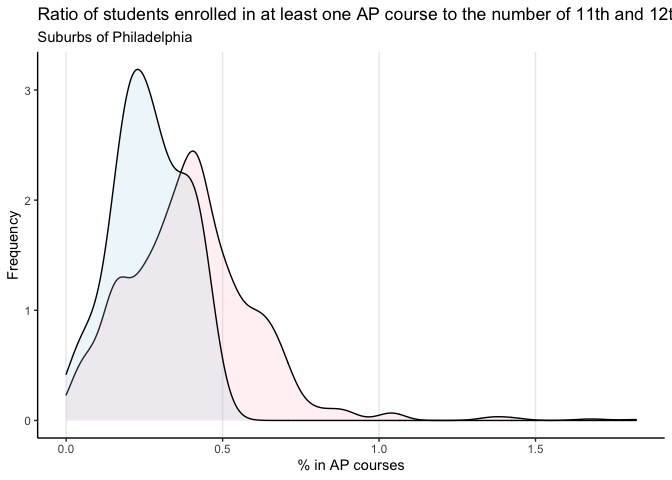 Ratio of students enrolled in at least one AP course to the number of 11th and 12t
Suburbs of Philadelphia
3
2
1
0
Frequency
0.0
0.5
1.0
1.5
% in AP courses